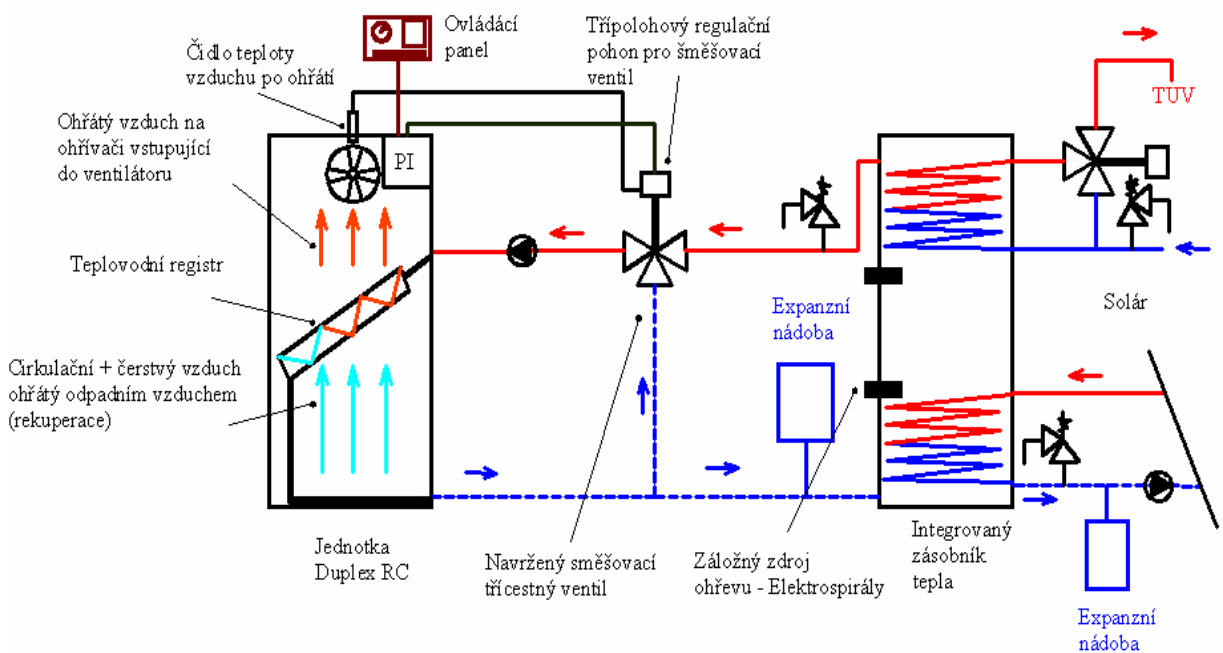 Ovládácí
panel
Třípolohový regulační
pohon pro šměšovací
ventil
Čidlo teploty
vzduchu po ohřátí
TUV
Ohřátý vzduch na
ohřívači vstupující
do ventilátoru
PI
Teplovodní registr
Expanzní
nádoba
Solár
Cirkulační + čerstvý vzduch
ohřátý odpadním vzduchem
(rekuperace)
Jednotka
Duplex RC
Navržený směšovací
třícestný ventil
Záložný zdroj
ohřevu - Elektrospirály
Integrovaný
zásobník
tepla
Expanzní
nádoba